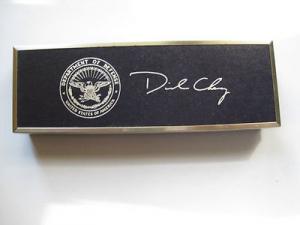 DEPARTMENT OF DEFENSE
UNITED STATES OF AMERICA
Dick Cheney